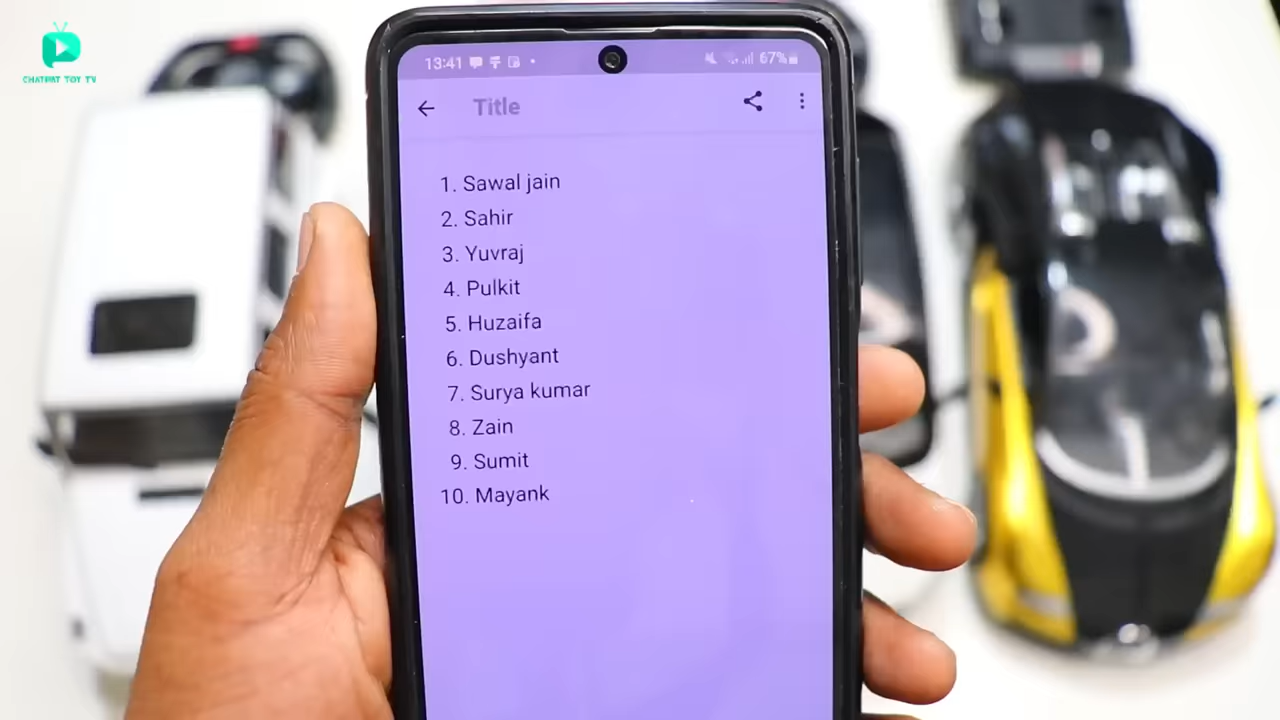 CHATPAT TOY TV
13:41
67%
Title
1. Sawal jain
2. Sahir
3. Yuvraj
4. Pulkit
5. Huzaifa
6. Dushyant
7. Surya kumar
8. Zain
9. Sumit
10. Mayank